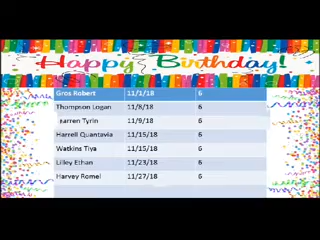 Happy Birthday!
Gros Robert 11/1/18 6
Thompson Logan 11/8/18 6
Tyrin 11/9/18 6
Harrell Quantavia 11/15/18 6
Watkins Tiya 11/15/18 6
Lilley Ethan 11/23/18 6
Harvey Romel 11/27/18 6